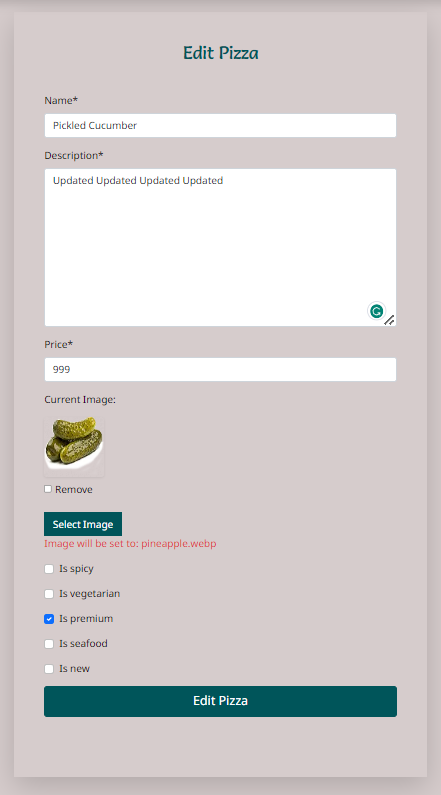 Edit Pizza
Name*
Pickled Cucumber
Description*
Updated Updated Updated Updated
Price*
999
Current Image:
Remove
Select Image
Image will be set to: pineapple.webp
Is spicy
Is vegetarian
Is premium
Is seafood
Is new
Edit Pizza